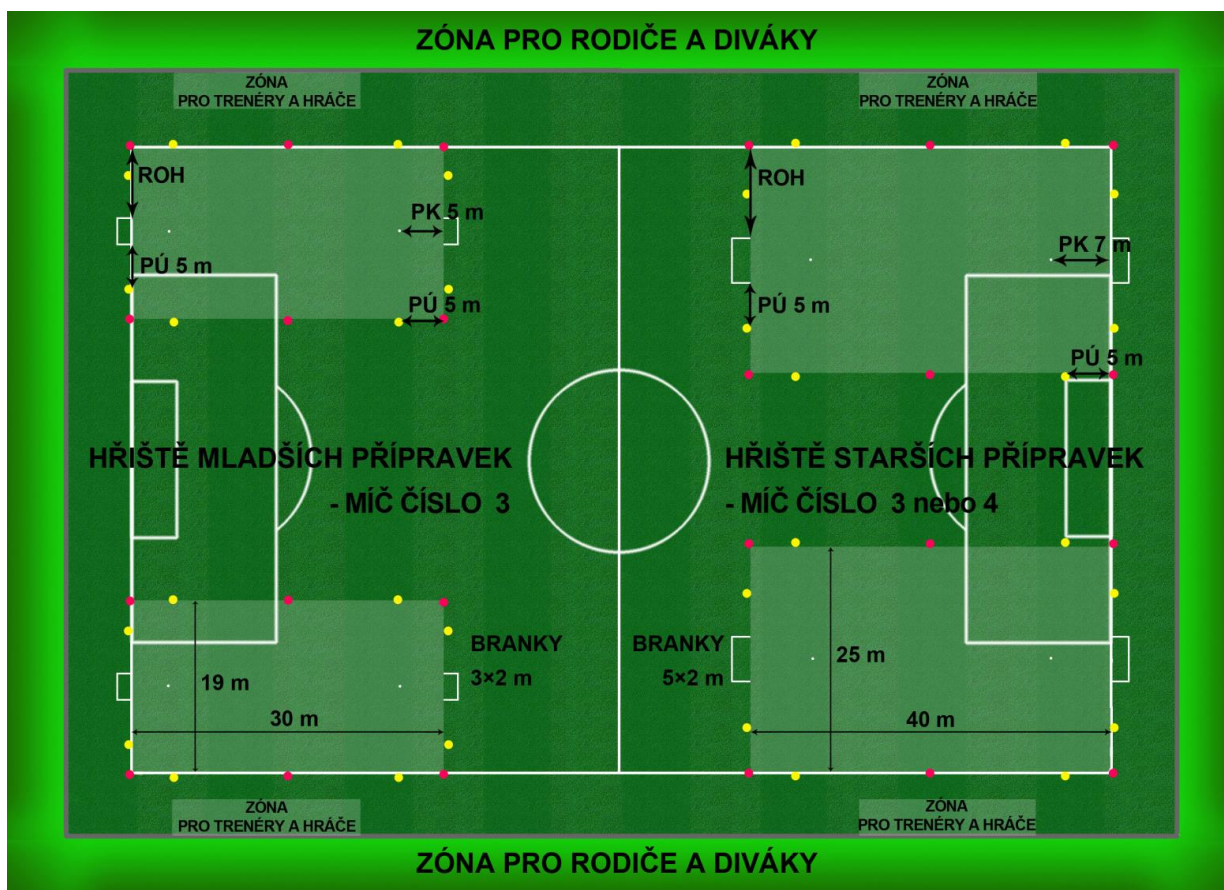 ZÓNA PRO RODIČE A DIVÁKY
ZÓNA
PRO TRENÉRY A HRÁČE
ZÓNA
PRO TRENÉRY A HRÁČE
ROH
PK 5 m
PÚ 5 m
PÚ 5 m
ROH
PK 7 m
PÚ 5 m
PÚ 5 m
HŘIŠTĚ MLADŠÍCH PŘÍPRAVEK
- MÍČ ČÍSLO 3
HŘIŠTĚ STARŠÍCH PŘÍPRAVEK
- MÍČ ČÍSLO 3 nebo 4
19 m
30 m
BRANKY
3×2 m
BRANKY
5×2 m
25 m
40 m
ZÓNA
PRO TRENÉRY A HRÁČE
ZÓNA
PRO TRENÉRY A HRÁČE
ZÓNA PRO RODIČE A DIVÁKY